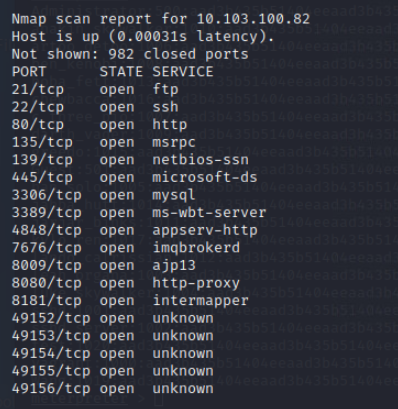 Nmap scan report for 10.103.100.82
Host is up (0.00031s latency).
Not shown: 982 closed ports
PORT      STATE SERVICE
21/tcp    open  ftp
22/tcp    open  ssh
80/tcp    open  http
135/tcp   open  msrpc
139/tcp   open  netbios-ssn
445/tcp   open  microsoft-ds
3306/tcp  open  mysql
3389/tcp  open  ms-wbt-server
4848/tcp  open  appserv-http
7676/tcp  open  imqbrokerd
8009/tcp  open  ajp13
8080/tcp  open  http-proxy
8181/tcp  open  intermapper
49152/tcp open  unknown
49153/tcp open  unknown
49154/tcp open  unknown
49155/tcp open  unknown
49156/tcp open  unknown